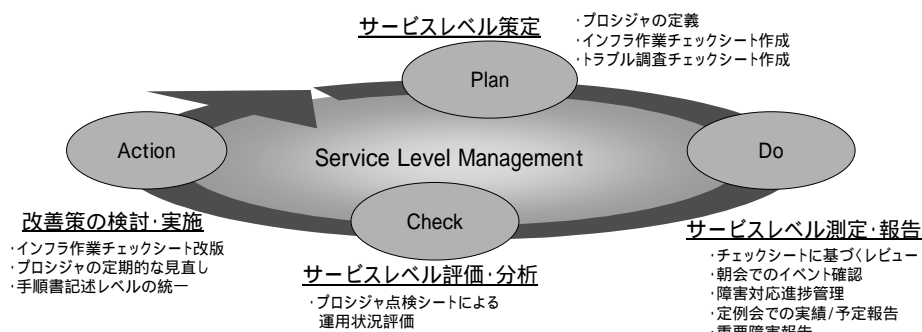 サービスレベル策定
･プロシジャの定義
･インフラ作業チェックシート作成
･トラブル調査チェックシート作成
Plan
Action
Service Level Management
Do
Check
改善策の検討･実施
･インフラ作業チェックシート改版
･プロシジャの定期的な見直し
･手順書記述レベルの統一
サービスレベル評価･分析
･プロシジャ点検シートによる
運用状況評価
サービスレベル測定･報告
･チェックシートに基づくレビュー
･朝会でのイベント確認
･障害対応進捗管理
･定例会での実績/予定報告
･重要障害報告